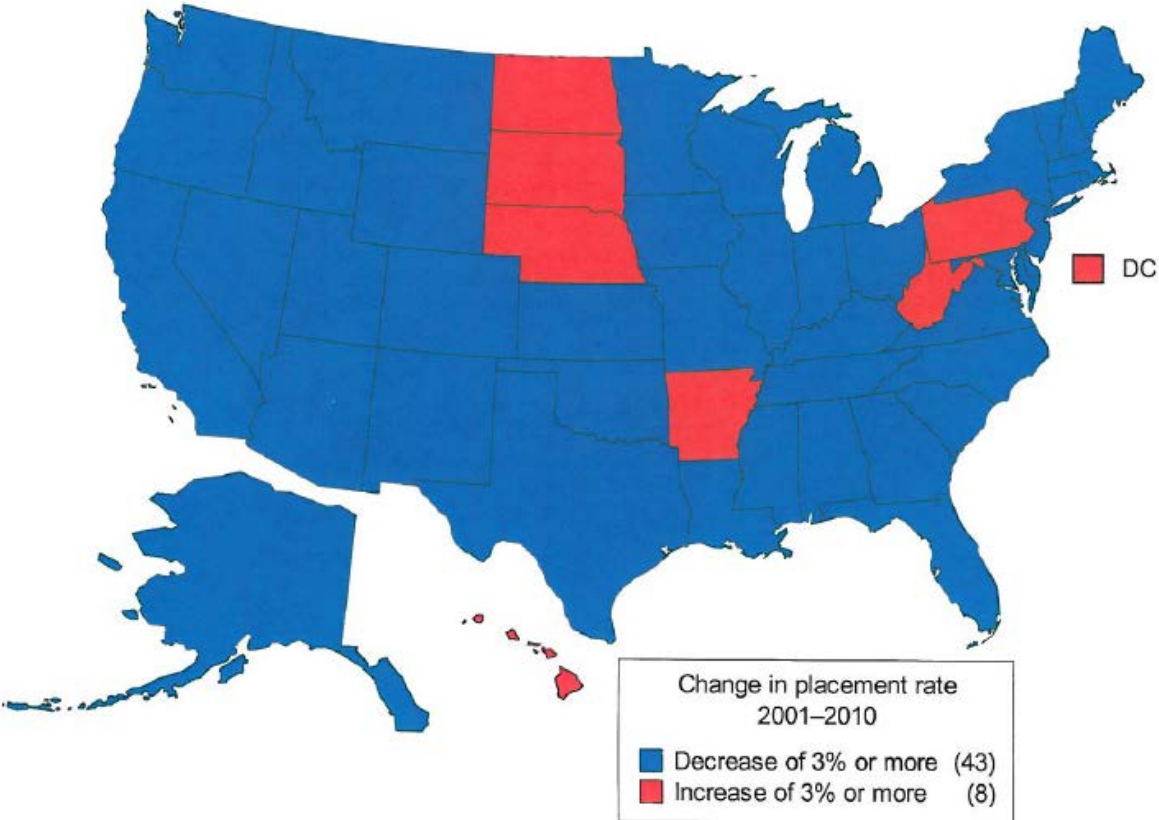 DC
Change in placement rate
2001–2010
Decrease of 3% or more (43)
Increase of 3% or more (8)